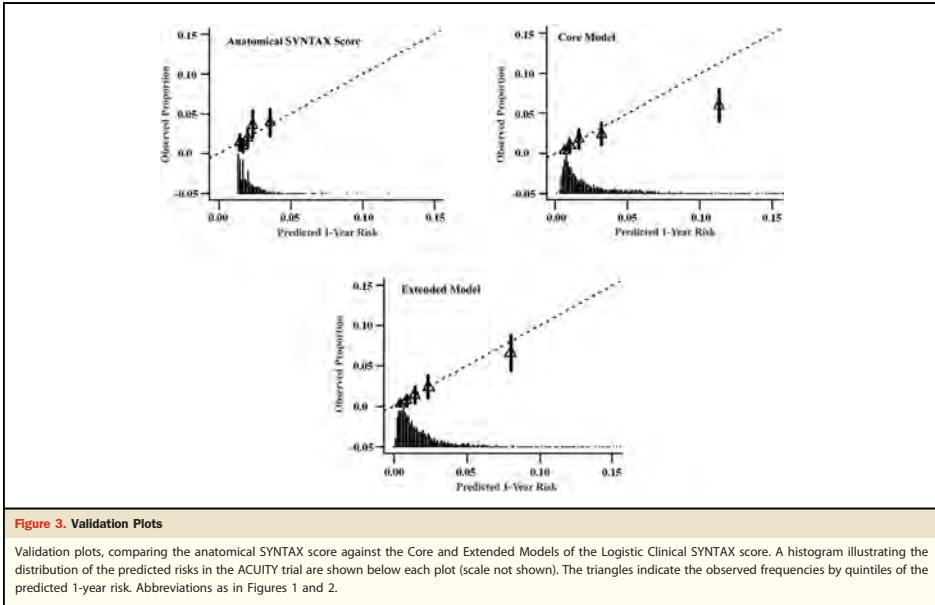 Anatomical SYNTAX Score
Observed Proportion
0.15
0.10
0.05
0.0
-0.05
0.00 0.05 0.10 0.15
Predicted 1-Year Risk
Core Model
Observed Proportion
0.15
0.10
0.05
0.0
-0.05
0.00 0.05 0.10 0.15
Predicted 1-Year Risk
Extended Model
Observed Proportion
0.15
0.10
0.05
0.0
-0.05
0.00 0.05 0.10 0.15
Predicted 1-Year Risk
Figure 3. Validation Plots
Validation plots, comparing the anatomical SYNTAX score against the Core and Extended Models of the Logistic Clinical SYNTAX score. A histogram illustrating the
distribution of the predicted risks in the ACUITY trial are shown below each plot (scale not shown). The triangles indicate the observed frequencies by quintiles of the
predicted 1-year risk. Abbreviations as in Figures 1 and 2.